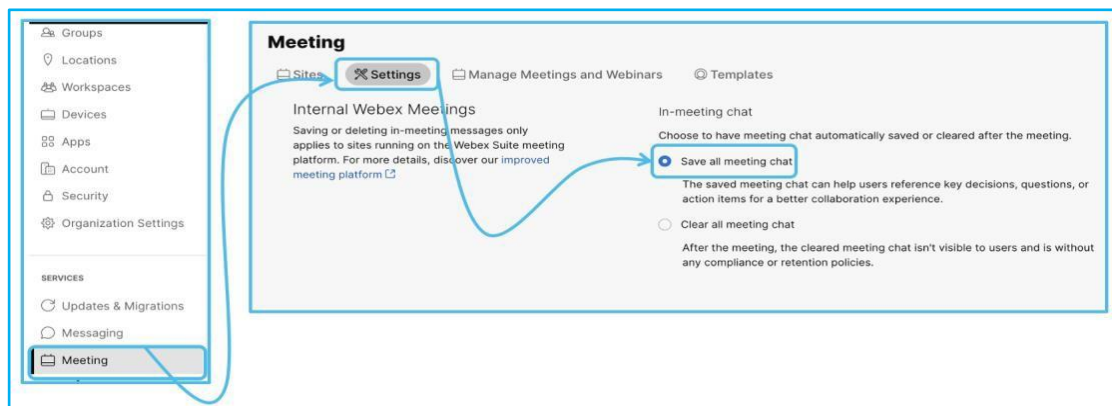 Groups
Locations
Workspaces
Devices
Apps
Account
Security
Organization Settings
SERVICES
Updates & Migrations
Messaging
Meeting
Meeting
Sites
Settings
Manage Meetings and Webinars
Templates
Internal Webex Meetings
Saving or deleting in-meeting messages only
applies to sites running on the Webex Suite meeting
platform. For more details, discover our improved
meeting platform
In-meeting chat
Choose to have meeting chat automatically saved or cleared after the meeting.
Save all meeting chat
The saved meeting chat can help users reference key decisions, questions, or
action items for a better collaboration experience.
Clear all meeting chat
After the meeting, the cleared meeting chat isn't visible to users and is without
any compliance or retention policies.